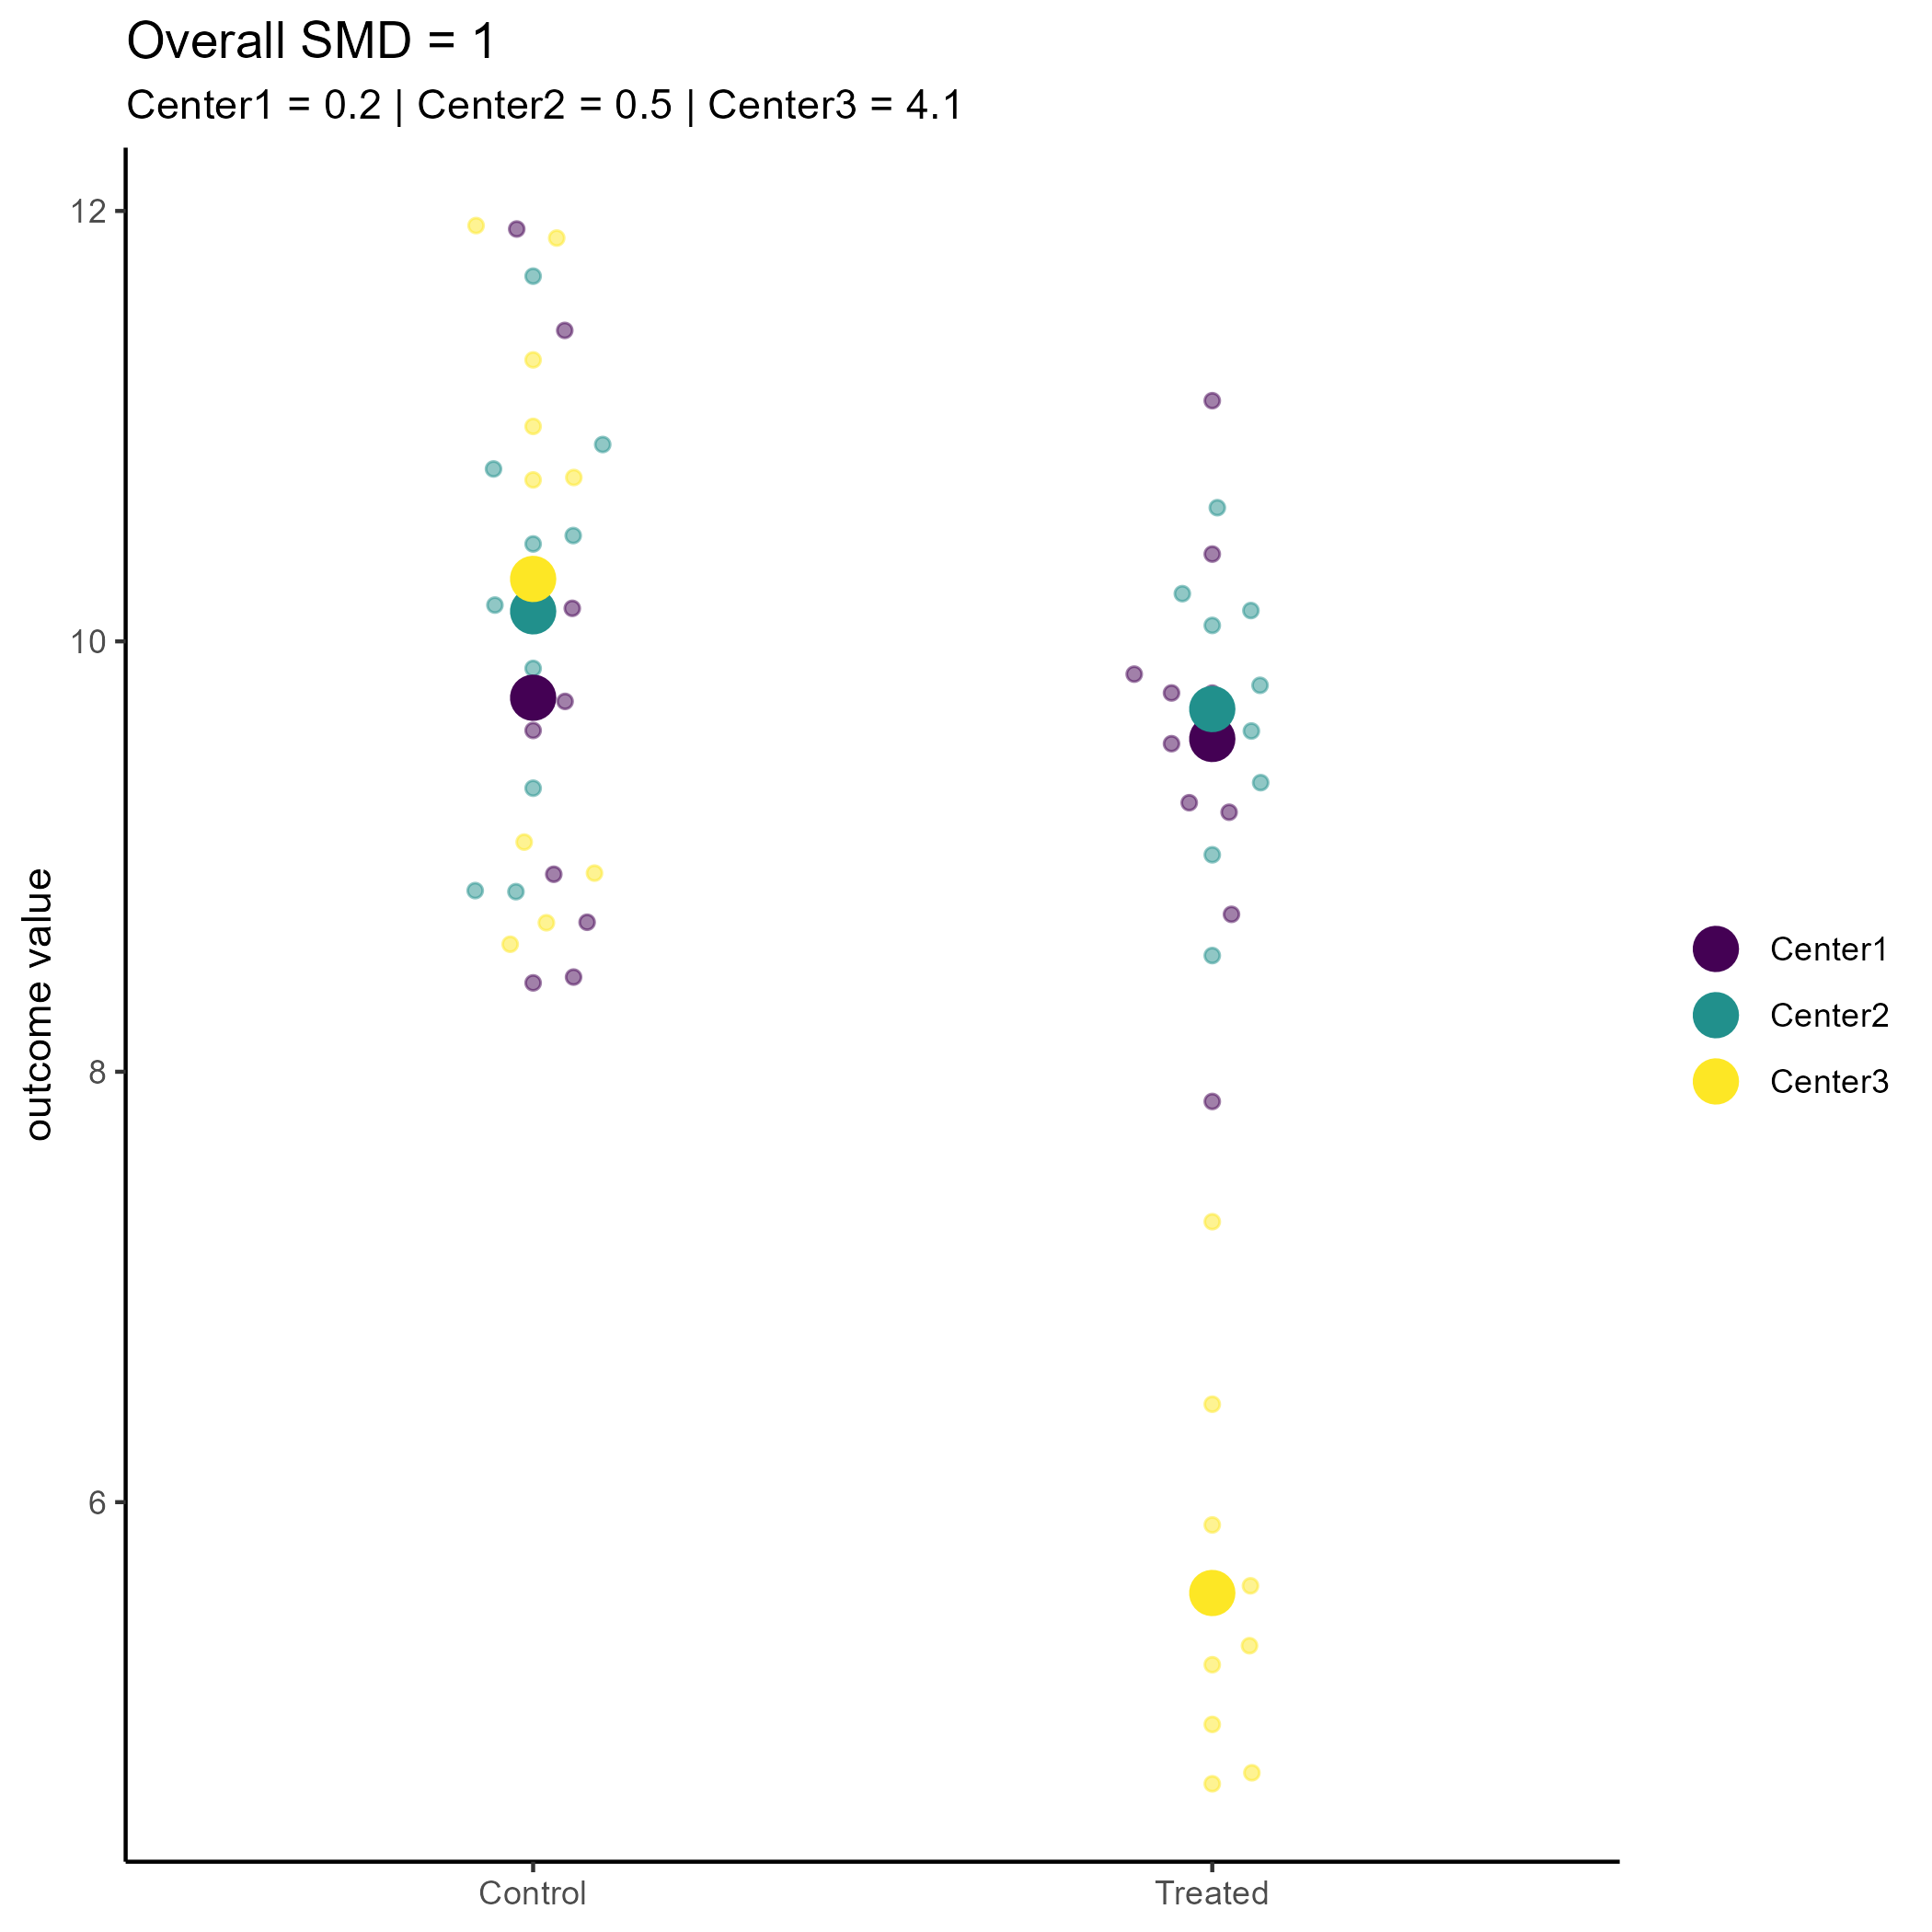 Overall SMD = 1
Center1 = 0.2 | Center2 = 0.5 | Center3 = 4.1
outcome value
12
10
8
6
Control
Treated
Center1
Center2
Center3